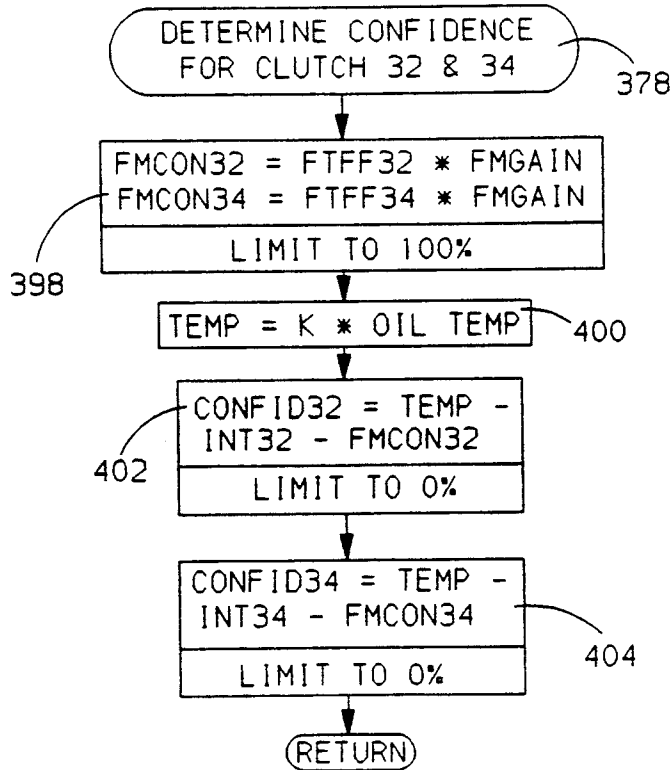 DETERMINE CONFIDENCE
FOR CLUTCH 32 & 34
378
FMCON32 = FTFF32 * FMGAIN
FMCON34 = FTFF34 * FMGAIN
LIMIT TO 100%
398
TEMP = K * OIL TEMP
400
CONFID32 = TEMP -
INT32 - FMCON32
402
LIMIT TO 0%
CONFID34 = TEMP -
INT34 - FMCON34
404
LIMIT TO 0%
RETURN